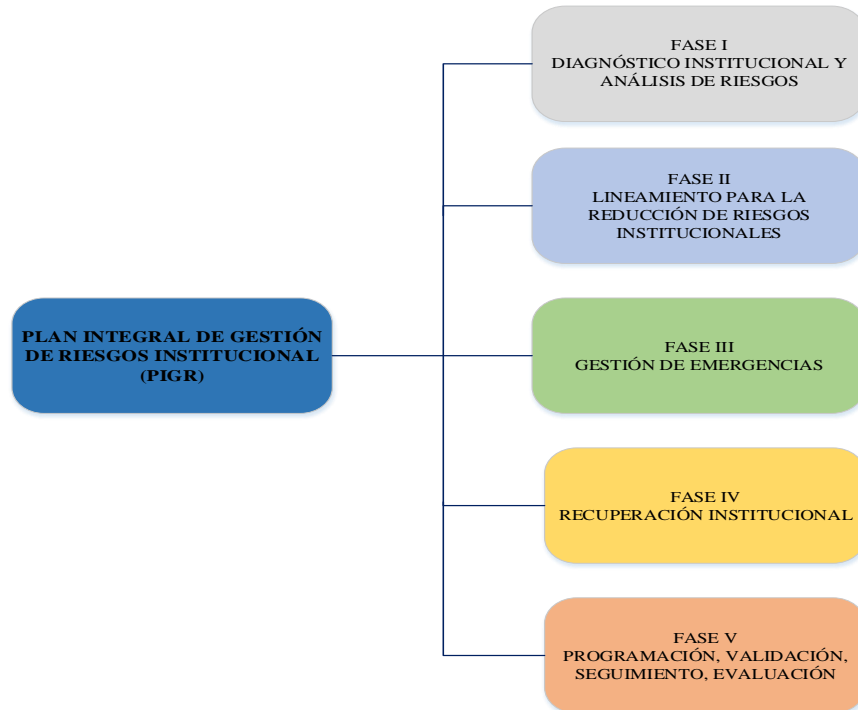 FASE I
DIAGNÓSTICO INSTITUCIONAL Y
ANÁLISIS DE RIESGOS
FASE II
LINEAMIENTO PARA LA
REDUCCIÓN DE RIESGOS
INSTITUCIONALES
PLAN INTEGRAL DE GESTIÓN
DE RIESGOS INSTITUCIONAL
(PIGR)
FASE III
GESTIÓN DE EMERGENCIAS
FASE IV
RECUPERACIÓN INSTITUCIONAL
FASE V
PROGRAMACIÓN, VALIDACIÓN,
SEGUIMIENTO, EVALUACIÓN